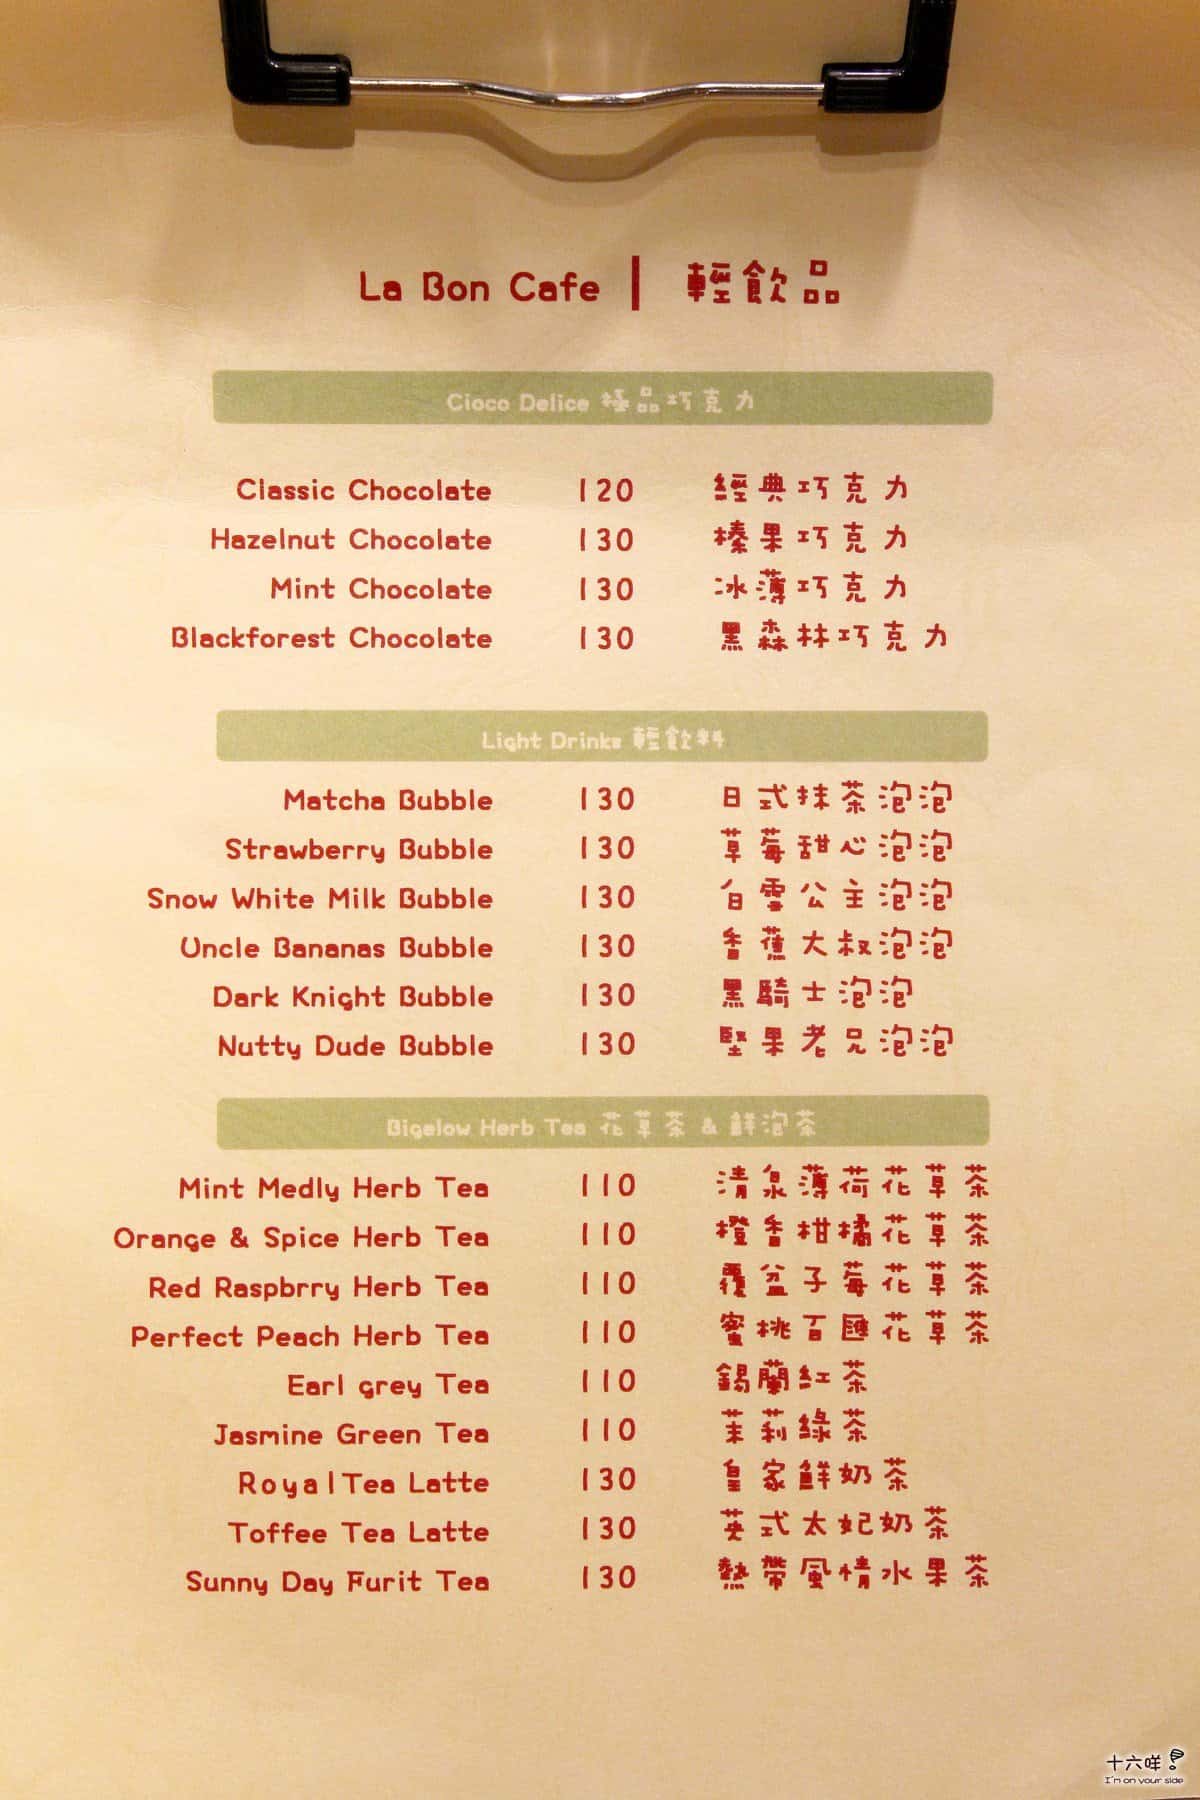 La Bon Cafe | 輕飲品
Cioco Delice 極品巧克力
Classic Chocolate 120 經典巧克力
Hazelnut Chocolate 130 榛果巧克力
Mint Chocolate 130 冰薄巧克力
Blackforest Chocolate 130 黑森林巧克力
Light Drinks 輕飲料
Matcha Bubble 130 日式抹茶泡泡
Strawberry Bubble 130 草莓甜心泡泡
Snow White Milk Bubble 130 白雲公主泡泡
Uncle Bananas Bubble 130 香蕉大叔泡泡
Dark Knight Bubble 130 黑騎士泡泡
Nutty Dude Bubble 130 堅果老兄泡泡
Bigelow Herb Tea 花草茶 & 鮮泡茶
Mint Medly Herb Tea 110 清泉薄荷花草茶
Orange & Spice Herb Tea 110 橙香柑橘花草茶
Red Raspbrry Herb Tea 110 覆盆子莓花草茶
Perfect Peach Herb Tea 110 蜜桃百匯花草茶
Earl grey Tea 110 錫蘭紅茶
Jasmine Green Tea 110 茉莉綠茶
Royal Tea Latte 130 皇家鮮奶茶
Toffee Tea Latte 130 英式太妃奶茶
Sunny Day Furit Tea 130 熱帶風情水果茶
十六咩
I'm on your side